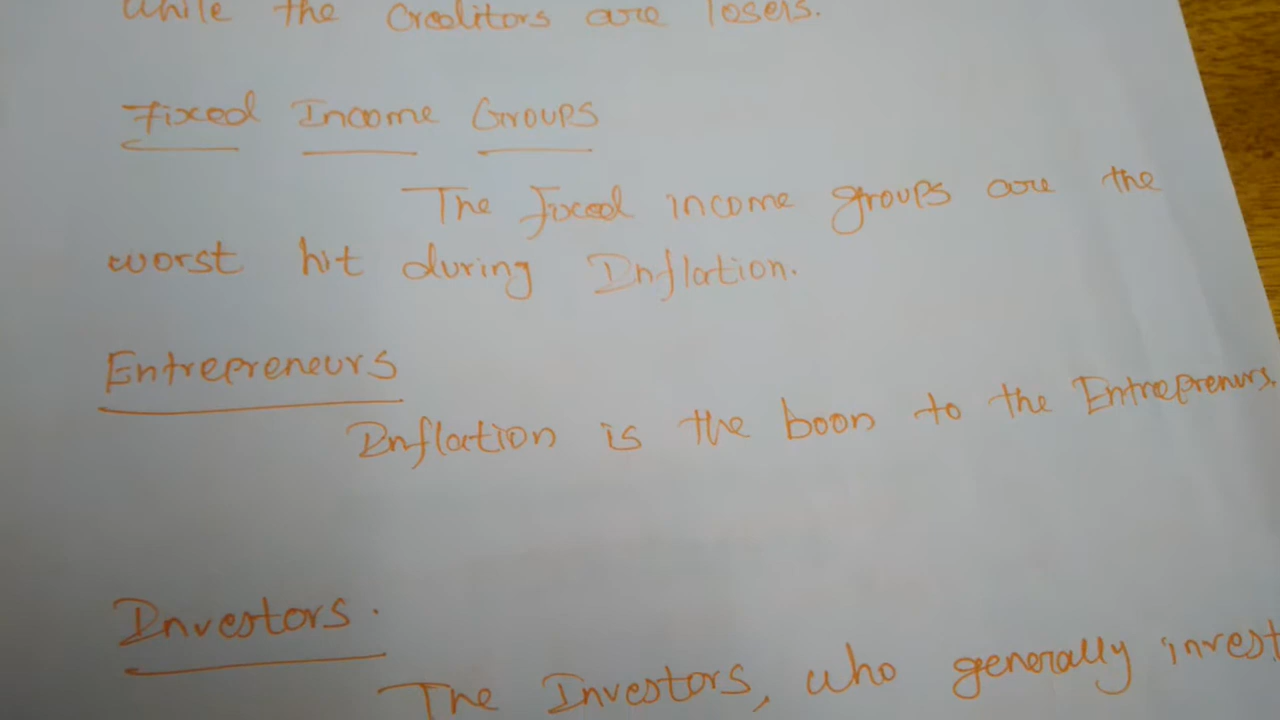 while the Creditors are losers.
Fixed Income Groups
The fixed income groups are the
worst hit during Inflation.
Entrepreneurs
Inflation is the boon to the Entreprenurs.
Investors.
The Investors, who generally invest